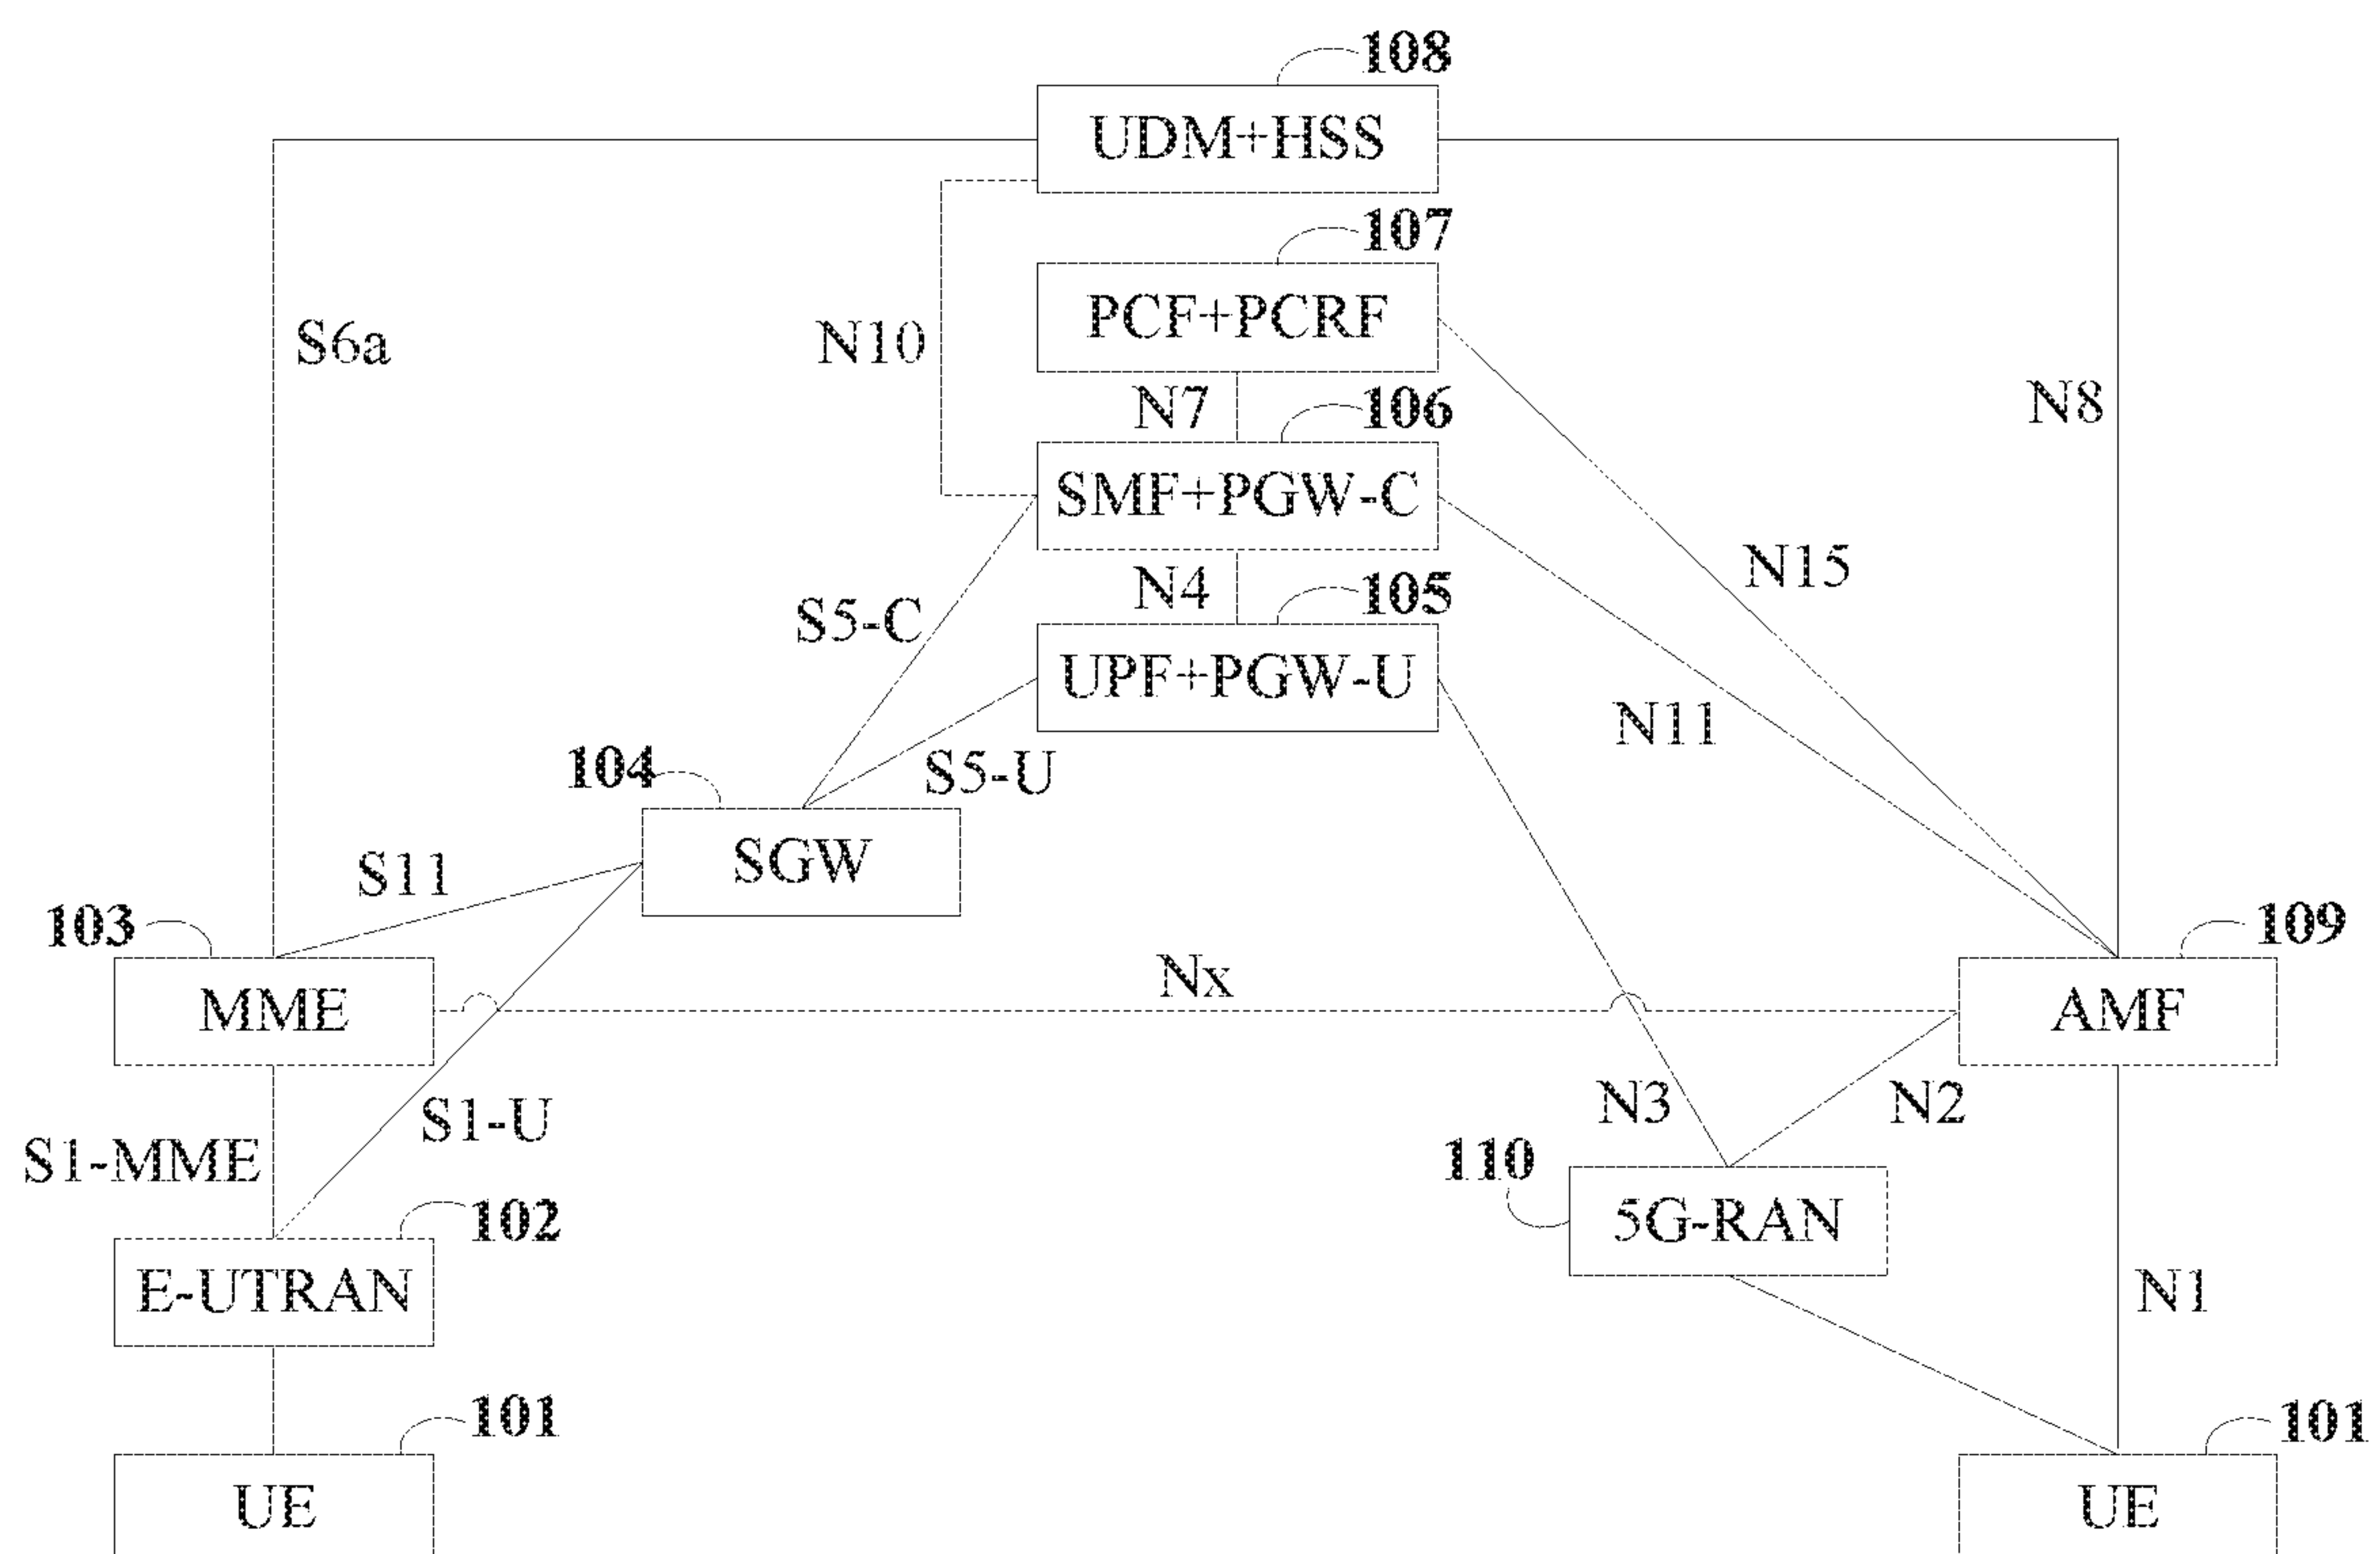 108
UDM+HSS
107
PCF+PCRF
S6a
N10
N7
106
N8
SMF+PGW-C
N15
N4
105
S5-C
UPF+PGW-U
N11
104
S5-U
SGW
S11
103
109
Nx
MME
AMF
N3
N2
S1-U
S1-MME
110
102
5G-RAN
E-UTRAN
N1
101
101
UE
UE